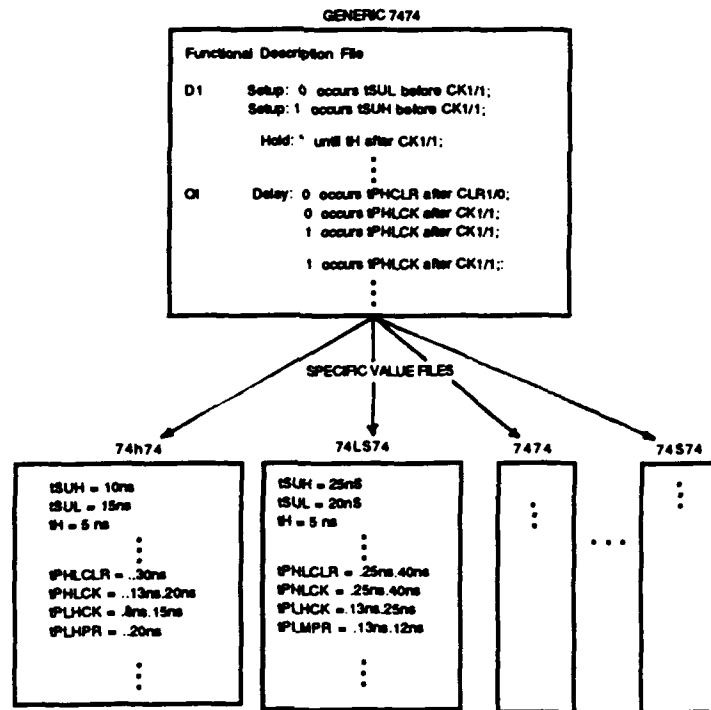 GENERIC 7474
Functional Description File
D1 Setup: 0 occurs tSUL before CK1/1;
Setup: 1 occurs tSUH before CK1/1;
Hold: * until tH after CK1/1;
Q1 Delay: 0 occurs tPHCLR after CLR1/0;
0 occurs tPHLCK after CK1/1;
1 occurs tPHLCK after CK1/1;
1 occurs tPHLCK after CK1/1;:
SPECIFIC VALUE FILES
74h74
74LS74
7474
74S74
tSUH = 10ns
tSUL = 15ns
tH = 5 ns
tPHLCLR = ..30ns
tPHLCK = ..13ns.20ns
tPLHCK = .8ns.15ns
tPLHPR = ..20ns
tSUH = 25nS
tSUL = 20nS
tH = 5 ns
tPHLCLR = .25ns.40ns
tPHLCK = .25ns.40ns
tPLHCK = .13ns.25ns
tPLMPR = .13ns.12ns
. . .